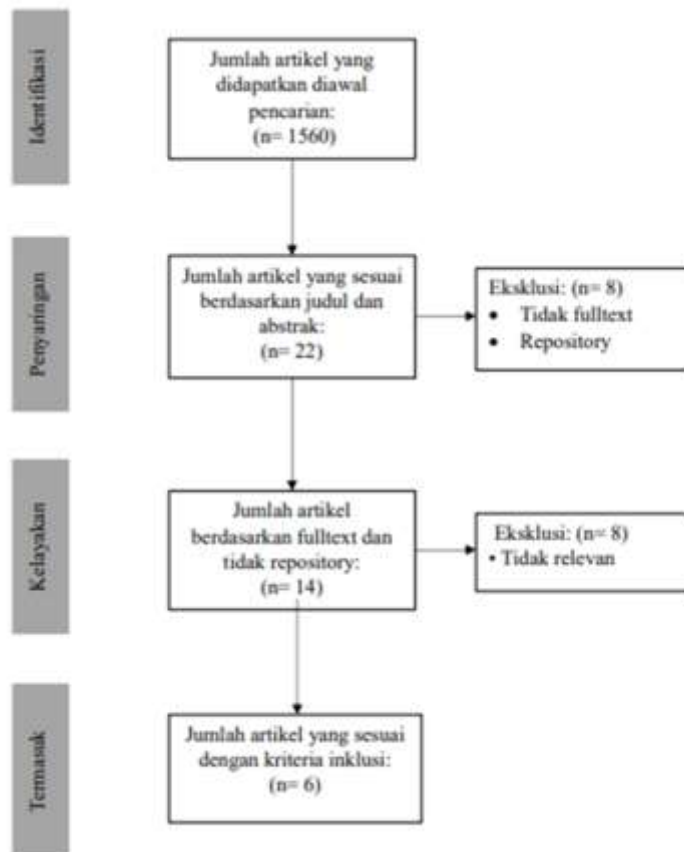 Identifikasi
Jumlah artikel yang
didapatkan diawal
pencarian:
(n= 1560)
Penyaringan
Jumlah artikel yang sesuai
berdasarkan judul dan
abstrak:
(n= 22)
Eksklusi: (n= 8)
• Tidak fulltext
• Repository
Kelayakan
Jumlah artikel
berdasarkan fulltext dan
tidak repository:
(n= 14)
Eksklusi: (n= 8)
• Tidak relevan
Termasuk
Jumlah artikel yang sesuai
dengan kriteria inklusi:
(n= 6)